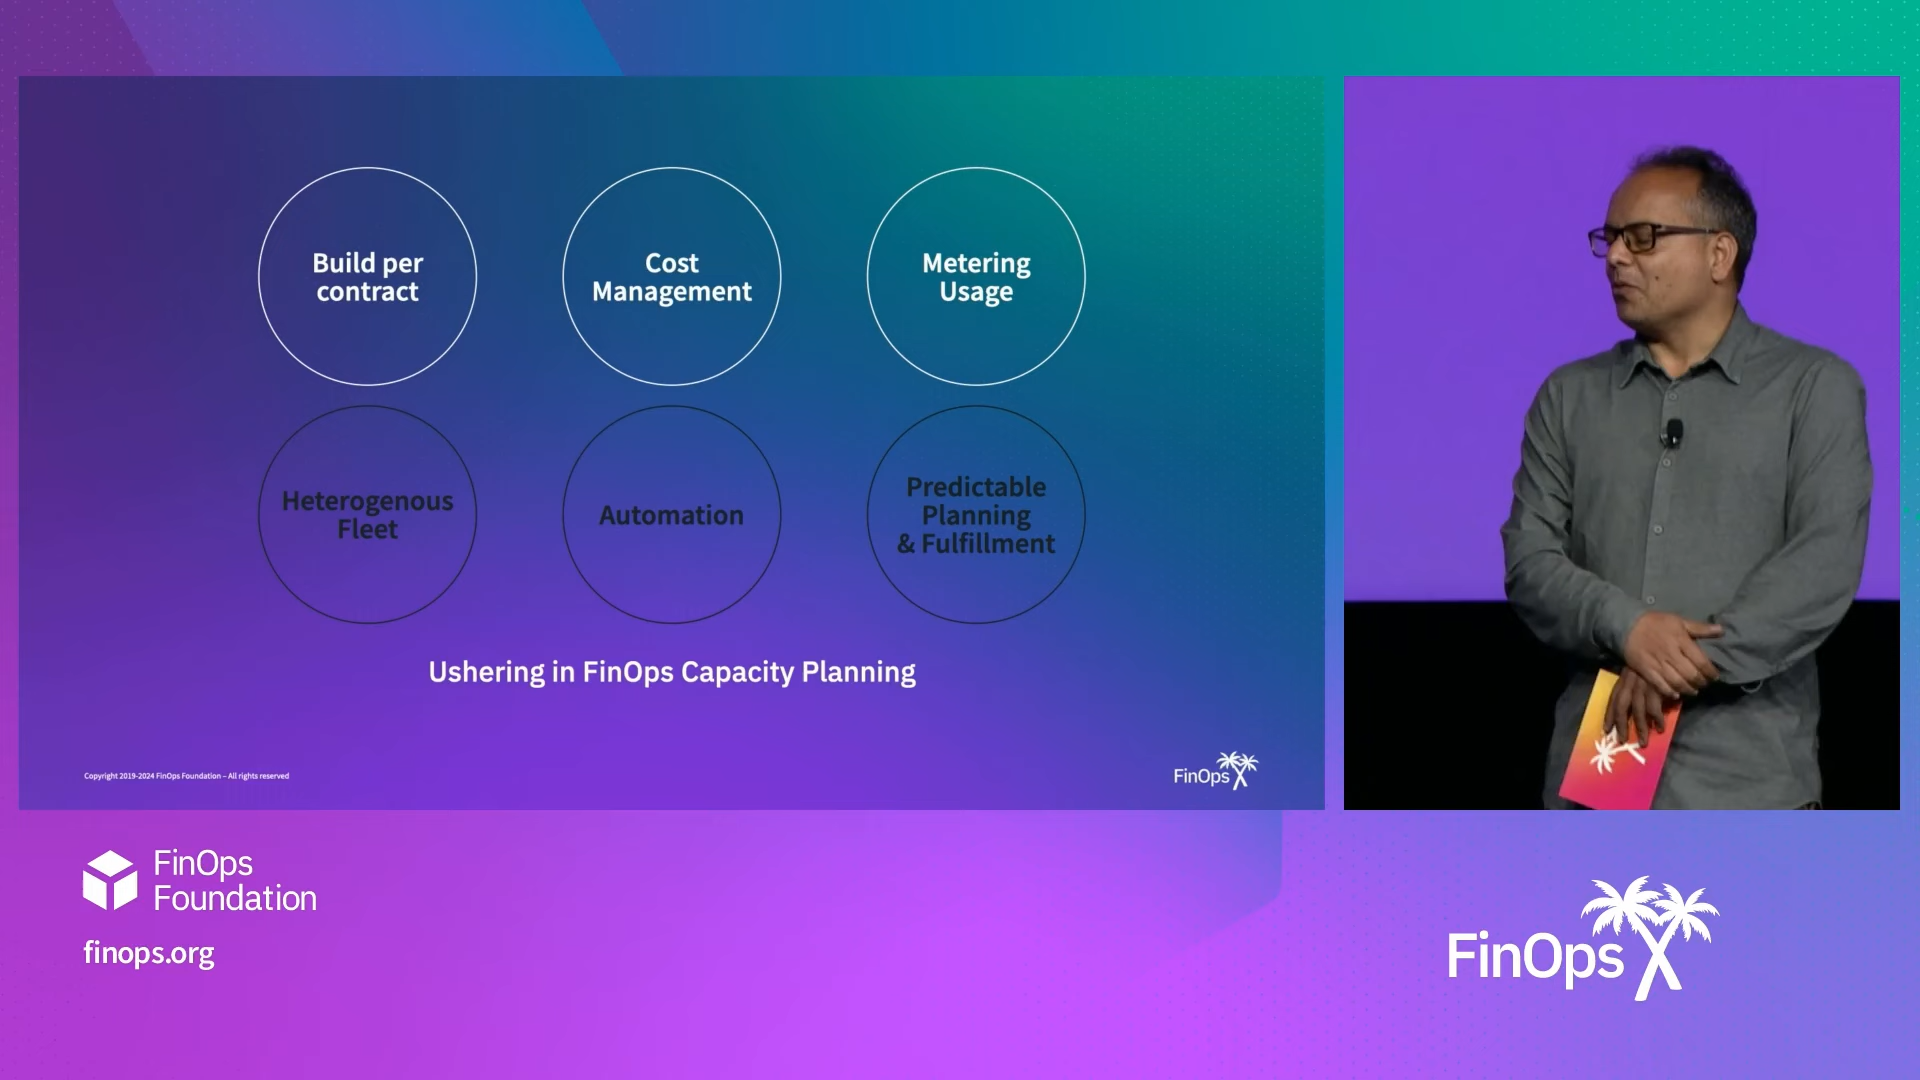 Build per
contract
Cost
Management
Metering
Usage
Heterogenous
Fleet
Automation
Predictable
Planning
& Fulfillment
Ushering in FinOps Capacity Planning
Copyright 2019-2024 FinOps Foundation – All rights reserved
FinOps X
FinOps
Foundation
finops.org
FinOps X